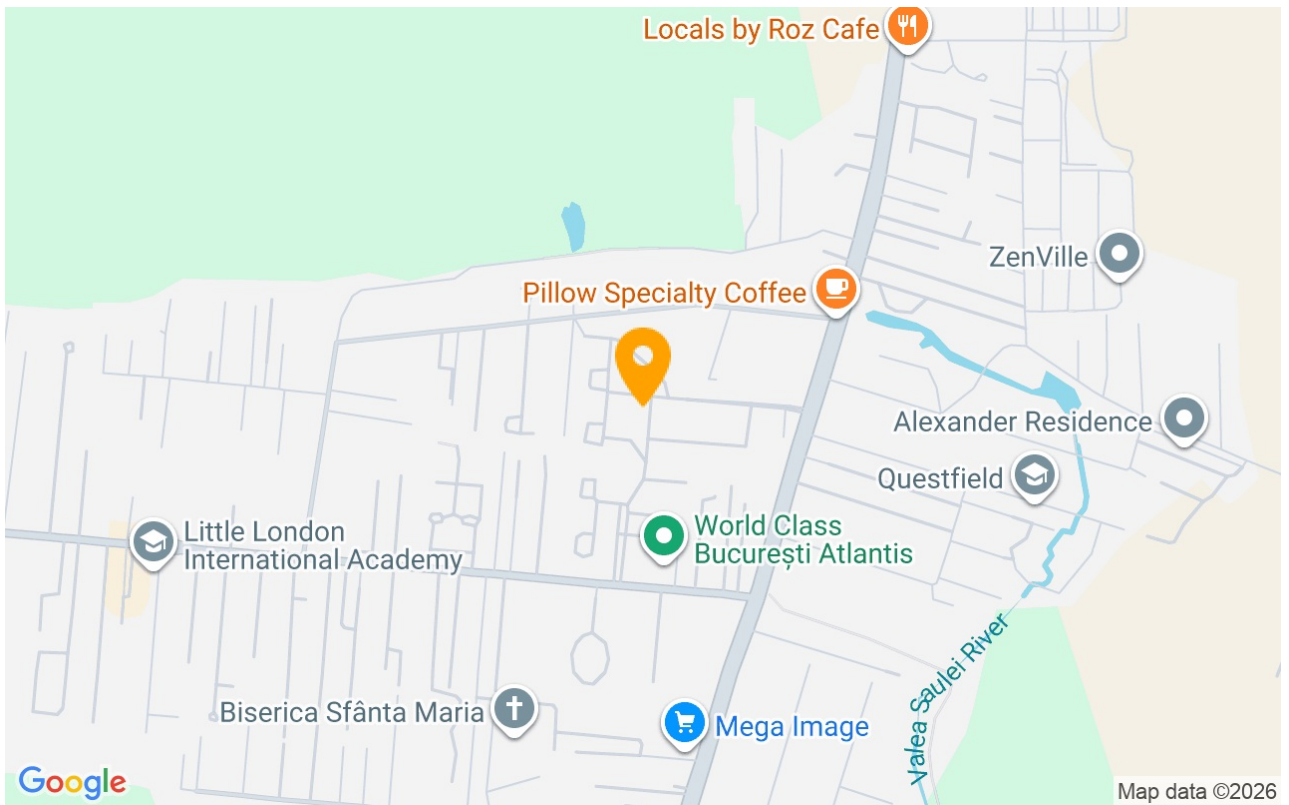 Locals by Roz Cafe
ZenVille
Pillow Specialty Coffee
Alexander Residence
Questfield
World Class
București Atlantis
Little London
International Academy
Valea Saulei River
Biserica Sfânta Maria
Mega Image
Google
Map data ©2026